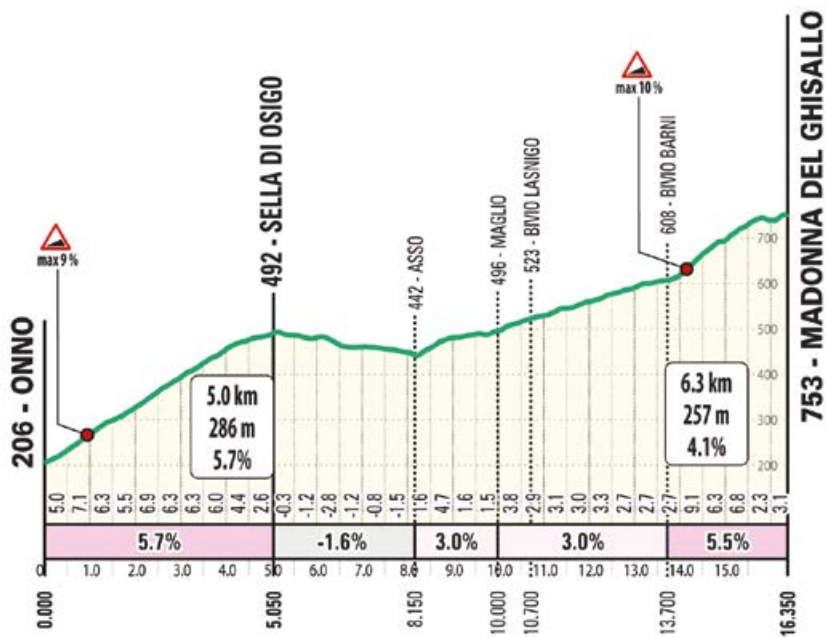 max 9 %
206 - ONNO
492 - SELLA DI OSIGO
442 - ASSO
496 - MAGLIO
523 - BIVIO LASNIGO
max 10 %
608 - BIVIO BARNI
753 - MADONNA DEL GHISALLO
700
600
500
400
300
200
5.0 km
286 m
5.7%
6.3 km
257 m
4.1%
5.0 7.1 6.3 5.5 6.9 6.3 6.3 6.0 4.4 2.6 -0.3 -1.2 -2.8 -1.2 -0.8 -1.5 1.6 4.7 1.6 1.5 3.8 2.9 3.1 3.0 3.3 2.7 2.7 2.7 9.1 6.3 6.8 2.3 3.1
5.7% -1.6% 3.0% 3.0% 5.5%
0 1.0 2.0 3.0 4.0 5.0 6.0 7.0 8.0 9.0 10.0 11.0 12.0 13.0 14.0 15.0
0.000 5.050 8.150 10.000 10.700 13.700 16.350